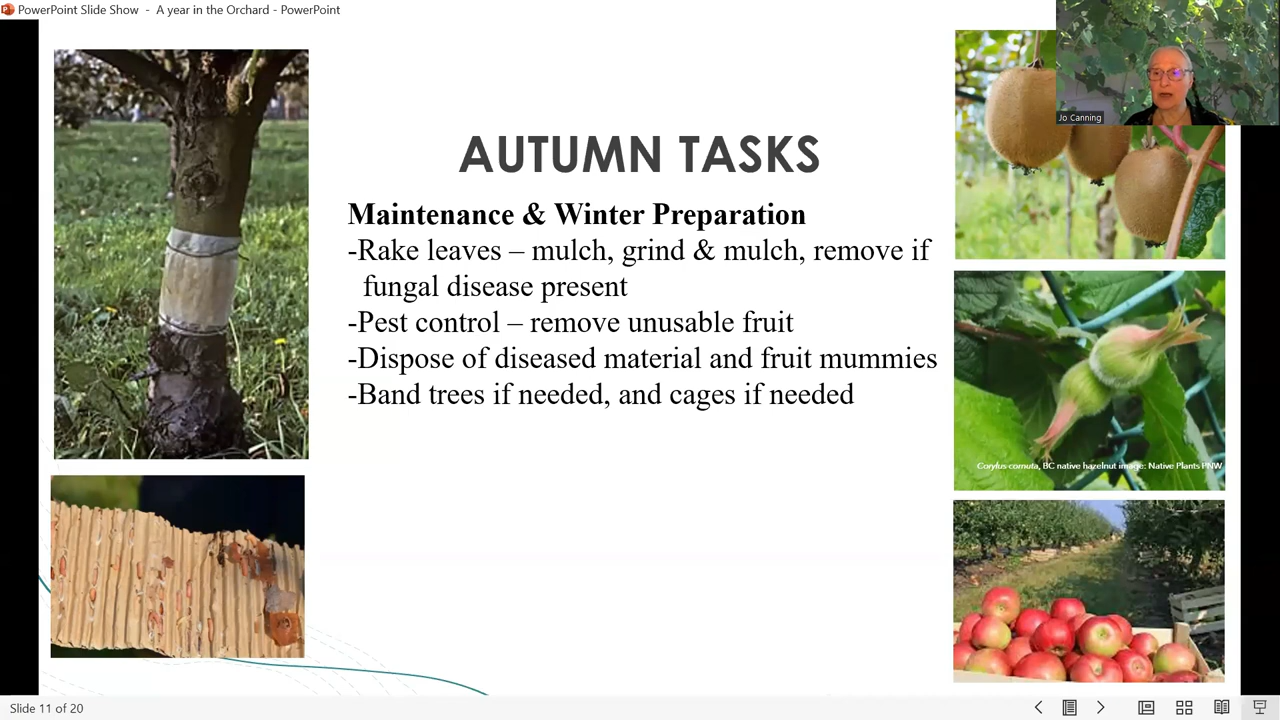 PowerPoint Slide Show - A year in the Orchard - PowerPoint
Jo Canning
AUTUMN TASKS
Maintenance & Winter Preparation
-Rake leaves – mulch, grind & mulch, remove if
fungal disease present
-Pest control – remove unusable fruit
-Dispose of diseased material and fruit mummies
-Band trees if needed, and cages if needed
Corylus cornuta, BC native hazelnut image: Native Plants PNW
Slide 11 of 20